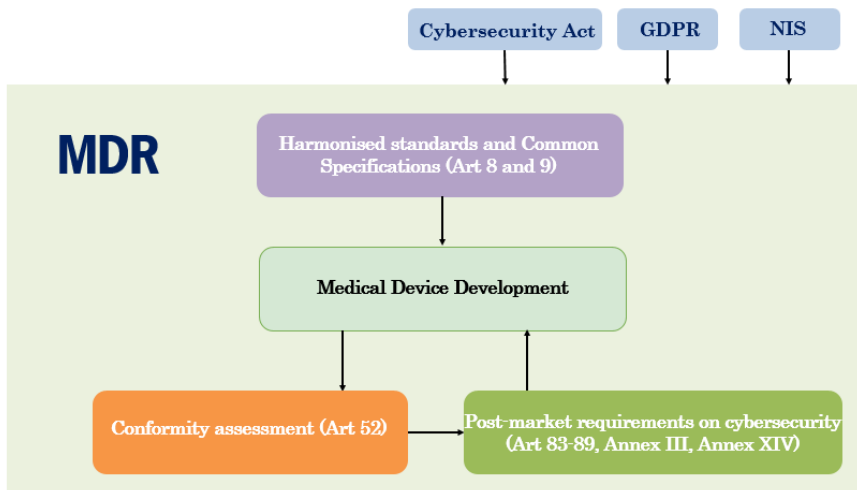 Cybersecurity Act
GDPR
NIS
MDR
Harmonised standards and Common
Specifications (Art 8 and 9)
Medical Device Development
Conformity assessment (Art 52)
Post-market requirements on cybersecurity
(Art 83-89, Annex III, Annex XIV)